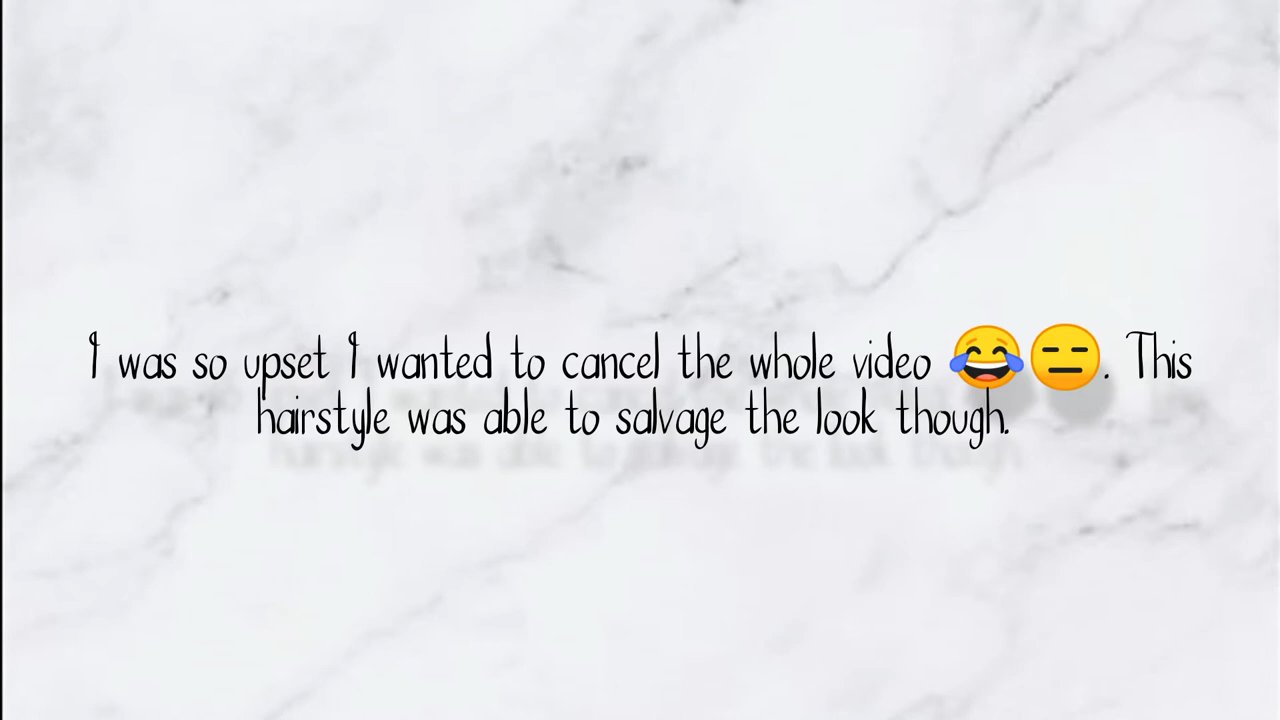 I was so upset I wanted to cancel the whole video 😂😑. This
hairstyle was able to salvage the look though.